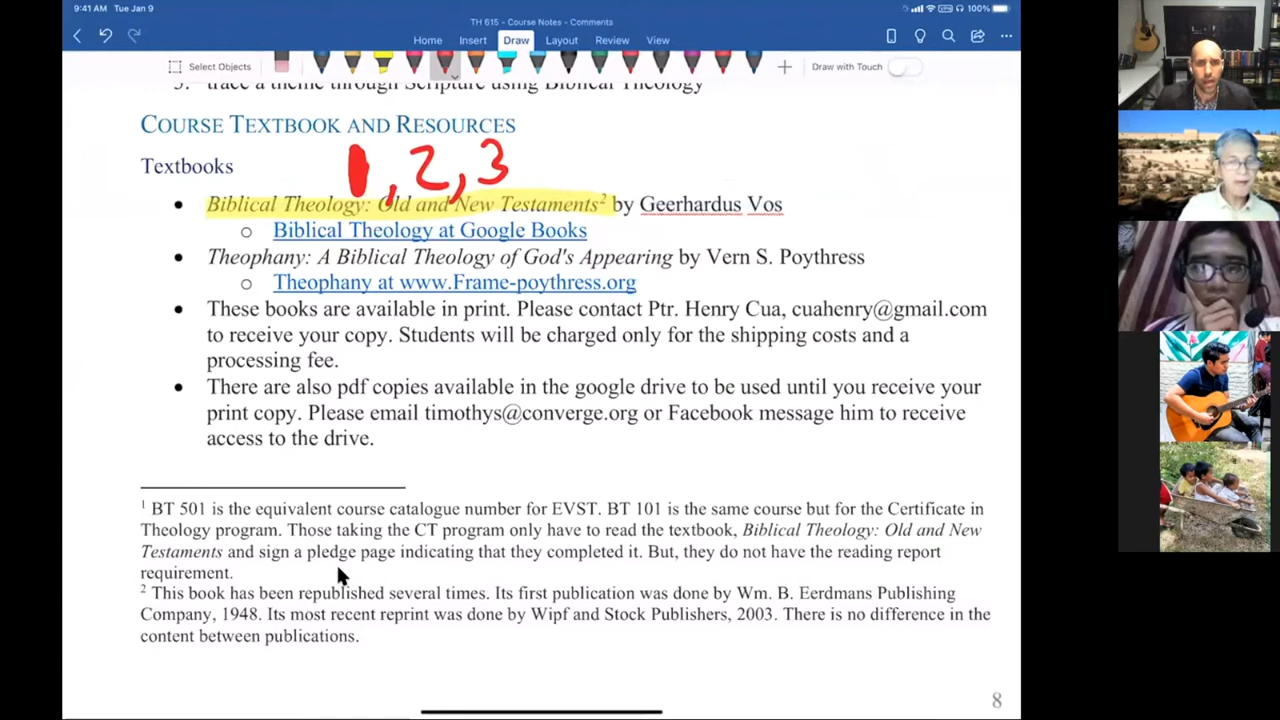 9:41 AM Tue Jan 9
100%
TH 615 - Course Notes - Comments
Home Insert Draw Layout Review View
Select Objects
Draw with Touch
3. trace a theme through Scripture using Biblical Theology
COURSE TEXTBOOK AND RESOURCES
Textbooks
1, 2, 3
• Biblical Theology: Old and New Testaments² by Geerhardus Vos
o Biblical Theology at Google Books
• Theophany: A Biblical Theology of God's Appearing by Vern S. Poythress
o Theophany at www.Frame-poythress.org
• These books are available in print. Please contact Ptr. Henry Cua, cuahenry@gmail.com
to receive your copy. Students will be charged only for the shipping costs and a
processing fee.
• There are also pdf copies available in the google drive to be used until you receive your
print copy. Please email timothys@converge.org or Facebook message him to receive
access to the drive.
¹ BT 501 is the equivalent course catalogue number for EVST. BT 101 is the same course but for the Certificate in
Theology program. Those taking the CT program only have to read the textbook, Biblical Theology: Old and New
Testaments and sign a pledge page indicating that they completed it. But, they do not have the reading report
requirement.
² This book has been republished several times. Its first publication was done by Wm. B. Eerdmans Publishing
Company, 1948. Its most recent reprint was done by Wipf and Stock Publishers, 2003. There is no difference in the
content between publications.
8